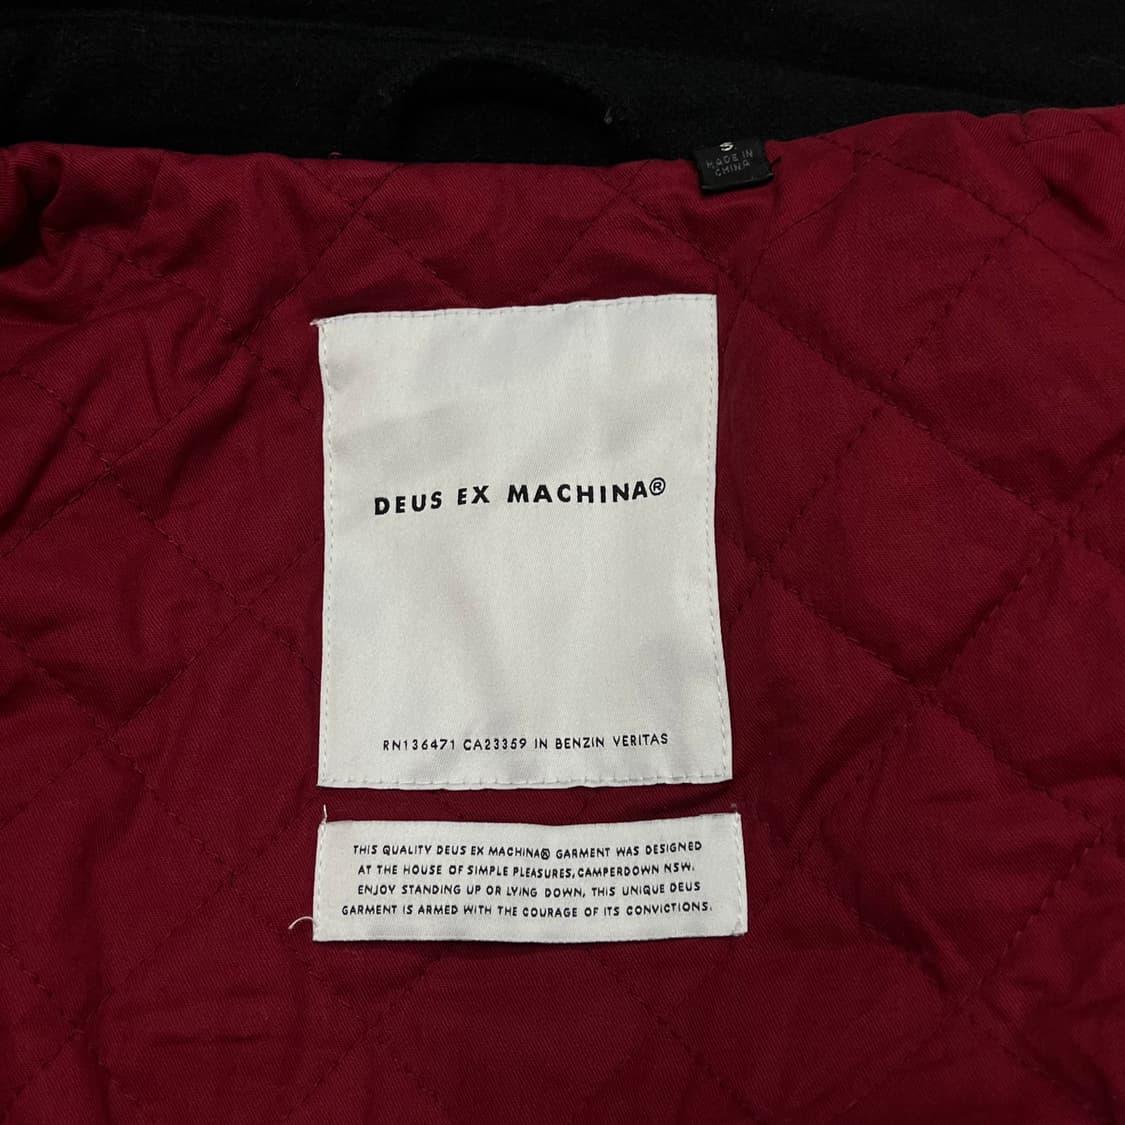 S
MADE IN
CHINA
DEUS EX MACHINA®
RN136471 CA23359 IN BENZIN VERITAS
THIS QUALITY DEUS EX MACHINA® GARMENT WAS DESIGNED
AT THE HOUSE OF SIMPLE PLEASURES, CAMPERDOWN NSW.
ENJOY STANDING UP OR LYING DOWN, THIS UNIQUE DEUS
GARMENT IS ARMED WITH THE COURAGE OF ITS CONVICTIONS.